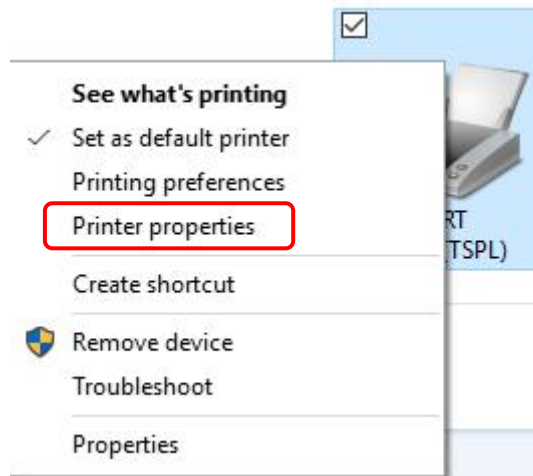 See what's printing
Set as default printer
Printing preferences
Printer properties
RT
TSPL)
Create shortcut
Remove device
Troubleshoot
Properties